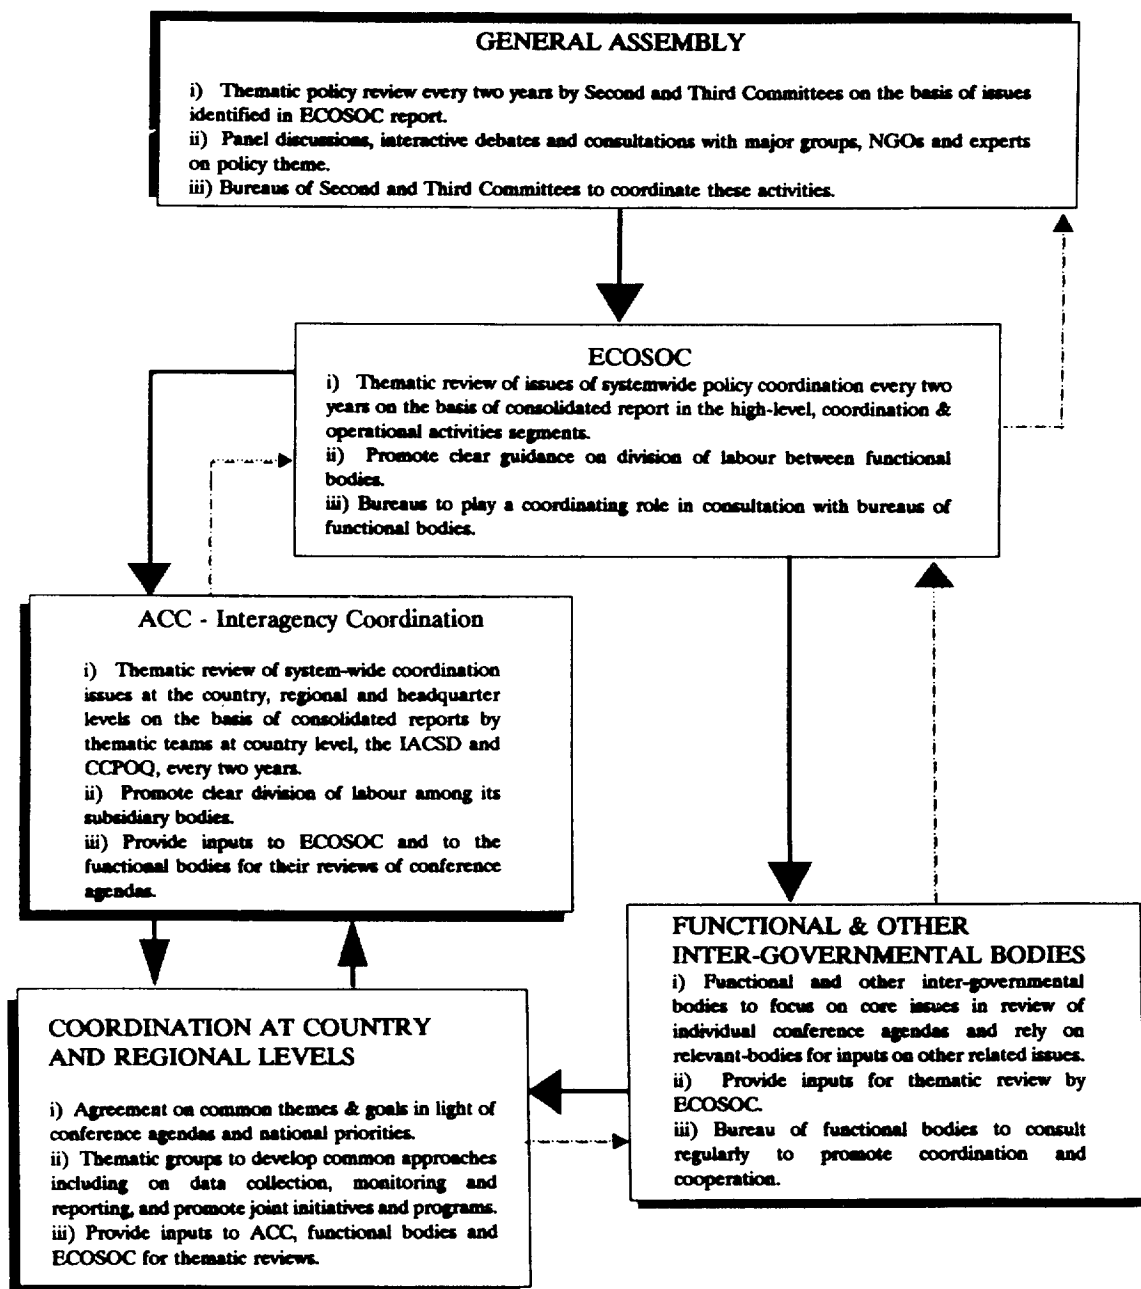 GENERAL ASSEMBLY
i) Thematic policy review every two years by Second and Third Committees on the basis of issues
identified in ECOSOC report.
ii) Panel discussions, interactive debates and consultations with major groups, NGOs and experts
on policy theme.
iii) Bureaus of Second and Third Committees to coordinate these activities.
ECOSOC
i) Thematic review of issues of systemwide policy coordination every two
years on the basis of consolidated report in the high-level, coordination &
operational activities segments.
ii) Promote clear guidance on division of labour between functional
bodies.
iii) Bureaus to play a coordinating role in consultation with bureaus of
functional bodies.
ACC - Interagency Coordination
i) Thematic review of system-wide coordination
issues at the country, regional and headquarter
levels on the basis of consolidated reports by
thematic teams at country level, the IACSD and
CCPOQ, every two years.
ii) Promote clear division of labour among its
subsidiary bodies.
iii) Provide inputs to ECOSOC and to the
functional bodies for their reviews of conference
agendas.
FUNCTIONAL & OTHER
INTER-GOVERNMENTAL BODIES
i) Functional and other inter-governmental
bodies to focus on core issues in review of
individual conference agendas and rely on
relevant-bodies for inputs on other related issues.
ii) Provide inputs for thematic review by
ECOSOC.
iii) Bureau of functional bodies to consult
regularly to promote coordination and
cooperation.
COORDINATION AT COUNTRY
AND REGIONAL LEVELS
i) Agreement on common themes & goals in light of
conference agendas and national priorities.
ii) Thematic groups to develop common approaches
including on data collection, monitoring and
reporting, and promote joint initiatives and programs.
iii) Provide inputs to ACC, functional bodies and
ECOSOC for thematic reviews.